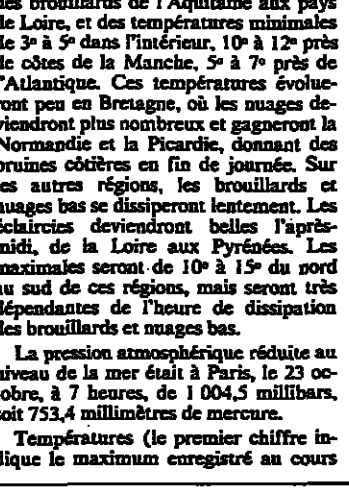 des brouillards de l'Aquitaine aux pays
de Loire, et des températures minimales
de 3° à 5° dans l'intérieur, 10° à 12° près
de côtes de la Manche, 5° à 7° près de
l'Atlantique. Ces températures évolue-
ront peu en Bretagne, où les nuages de-
viendront plus nombreux et gagneront la
Normandie et la Picardie, donnant des
bruines côtières en fin de journée. Sur
les autres régions, les brouillards et
nuages bas se dissiperont lentement. Les
éclaircies deviendront belles l'après-
midi, de la Loire aux Pyrénées. Les
maximales seront de 10° à 15° du nord
au sud de ces régions, mais seront très
dépendantes de l'heure de dissipation
des brouillards et nuages bas.
La pression atmosphérique réduite au
niveau de la mer était à Paris, le 23 oc-
tobre, à 7 heures, de 1 004,5 millibars,
soit 753,4 millimètres de mercure.
Températures (le premier chiffre in-
dique le maximum enregistré au cours